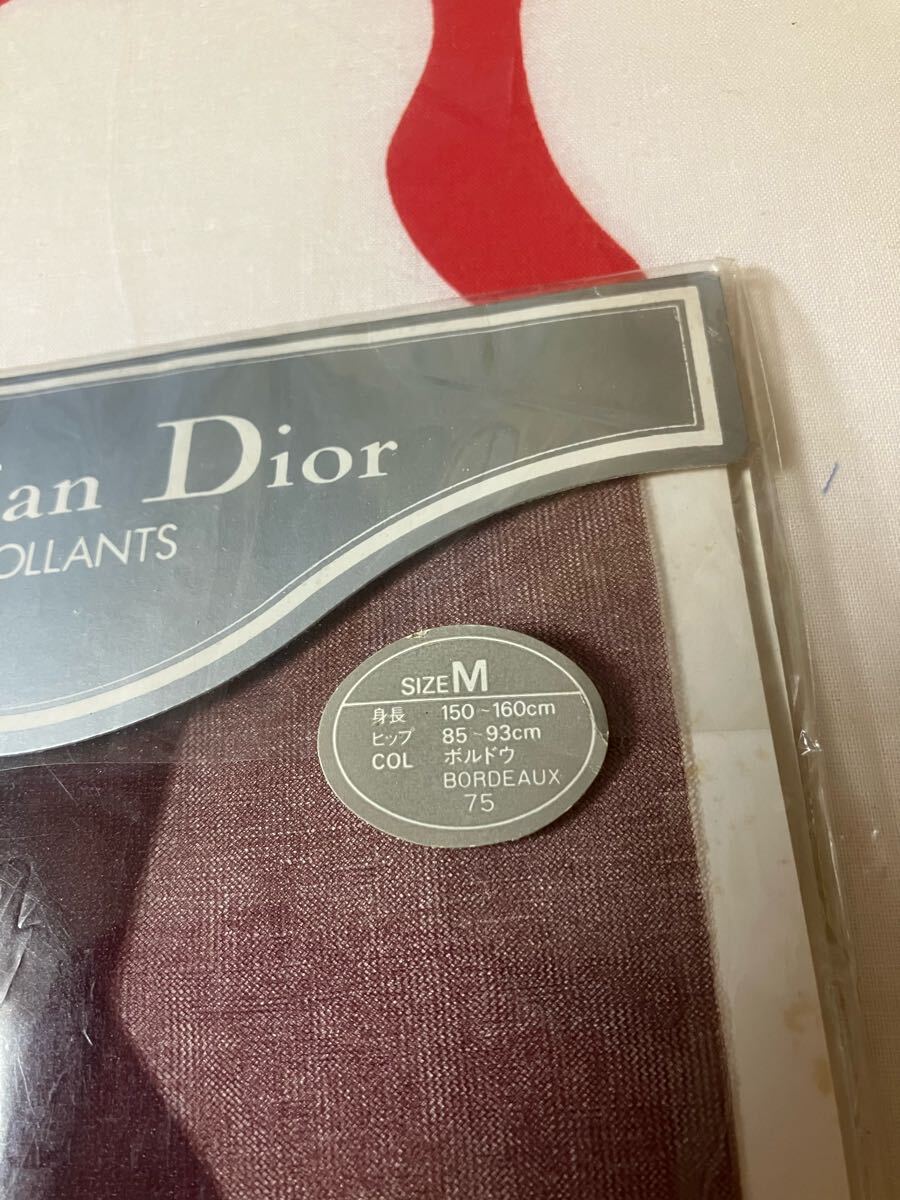 ian Dior
OLLANTS
SIZE M
身長 150~160cm
ヒップ 85~93cm
COL ボルドウ
BORDEAUX
75